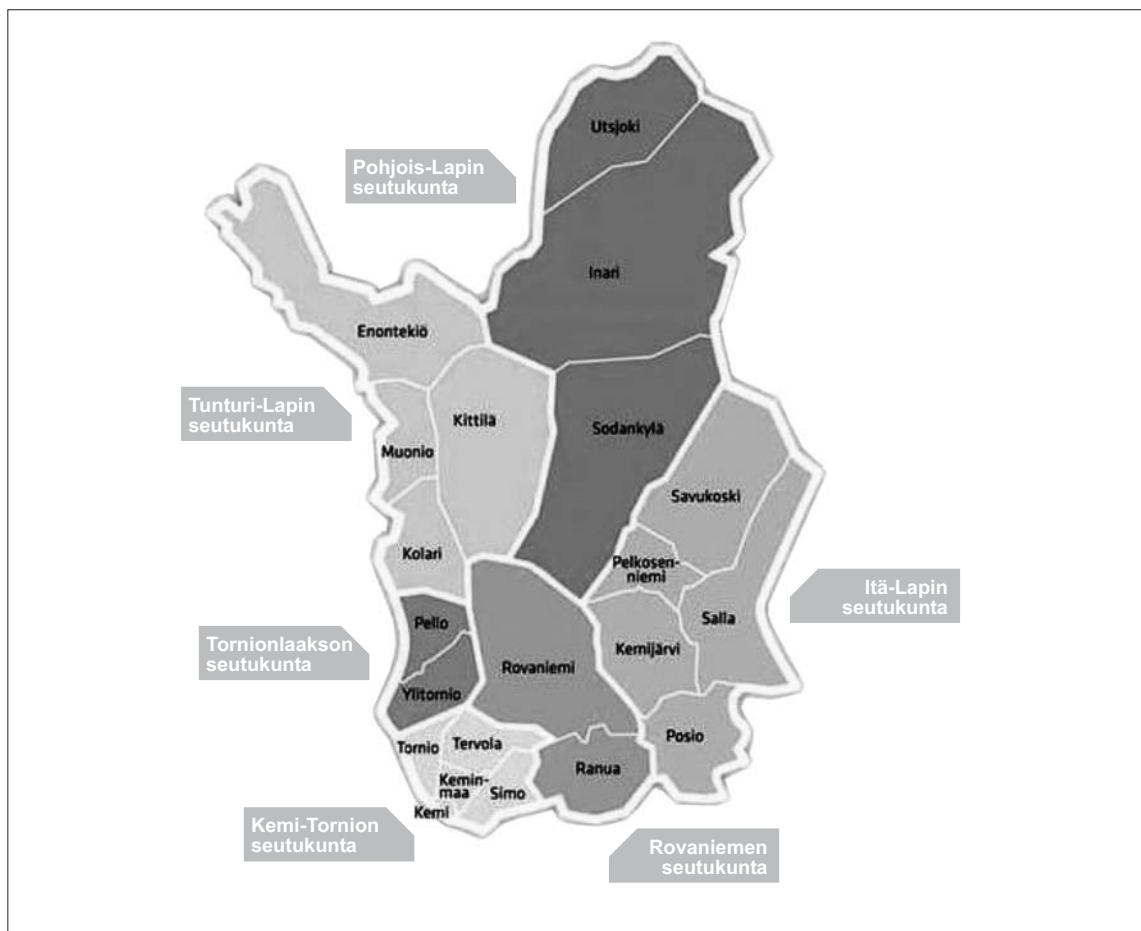 Utsjoki
Pohjois-Lapin
seutukunta
Inari
Enontekiö
Tunturi-Lapin
seutukunta
Kittilä
Sodankylä
Muonio
Savukoski
Kolari
Pelkosen-
niemi
Itä-Lapin
seutukunta
Salla
Pello
Tornionlaakson
seutukunta
Kemijärvi
Rovaniemi
Ylitornio
Tornio
Tervola
Posio
Ranua
Kemin-
maa
Simo
Kemi
Kemi-Tornion
seutukunta
Rovaniemen
seutukunta